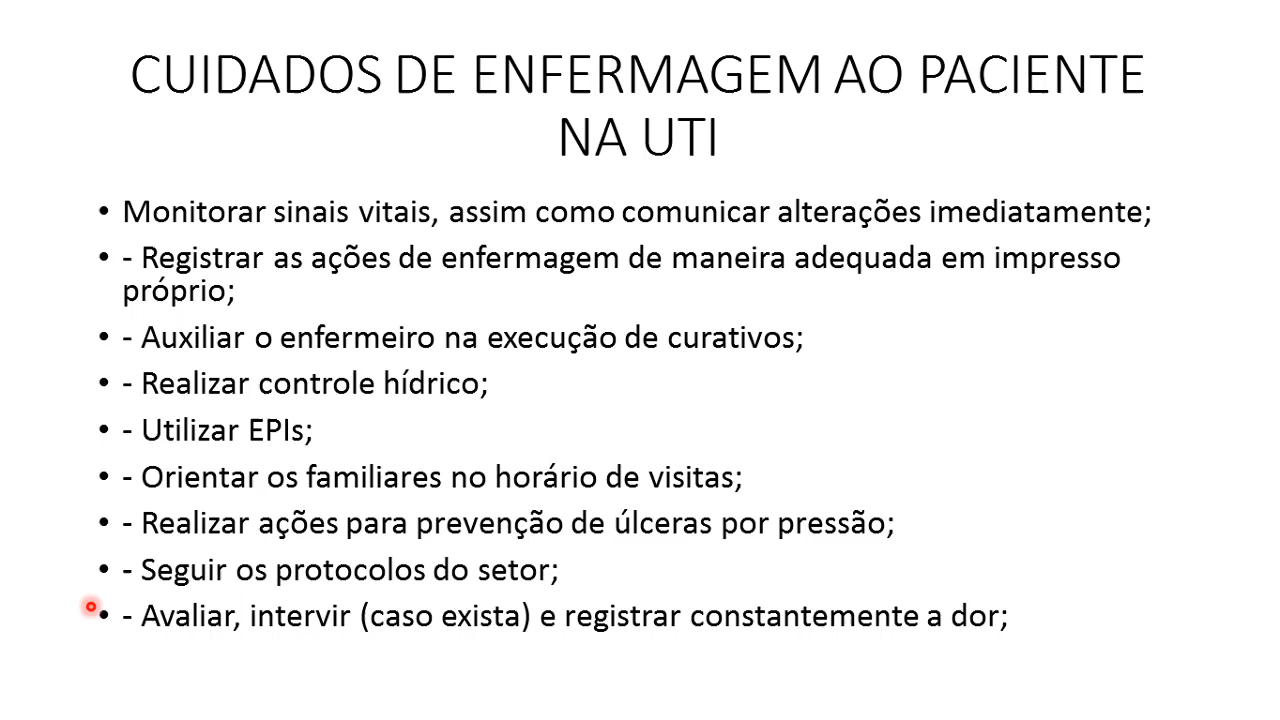 CUIDADOS DE ENFERMAGEM AO PACIENTE
NA UTI
• Monitorar sinais vitais, assim como comunicar alterações imediatamente;
• - Registrar as ações de enfermagem de maneira adequada em impresso
próprio;
• - Auxiliar o enfermeiro na execução de curativos;
• - Realizar controle hídrico;
• - Utilizar EPIs;
• - Orientar os familiares no horário de visitas;
• - Realizar ações para prevenção de úlceras por pressão;
• - Seguir os protocolos do setor;
• - Avaliar, intervir (caso exista) e registrar constantemente a dor;